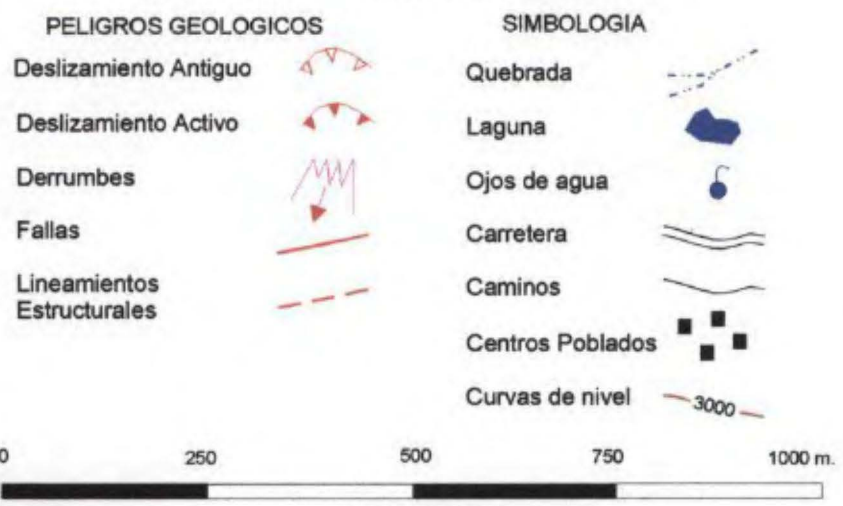 PELIGROS GEOLOGICOS
Deslizamiento Antiguo
Deslizamiento Activo
Derrumbes
Fallas
Lineamientos
Estructurales
SIMBOLOGIA
Quebrada
Laguna
Ojos de agua
Carretera
Caminos
Centros Poblados
Curvas de nivel
3000
0 250 500 750 1000 m.